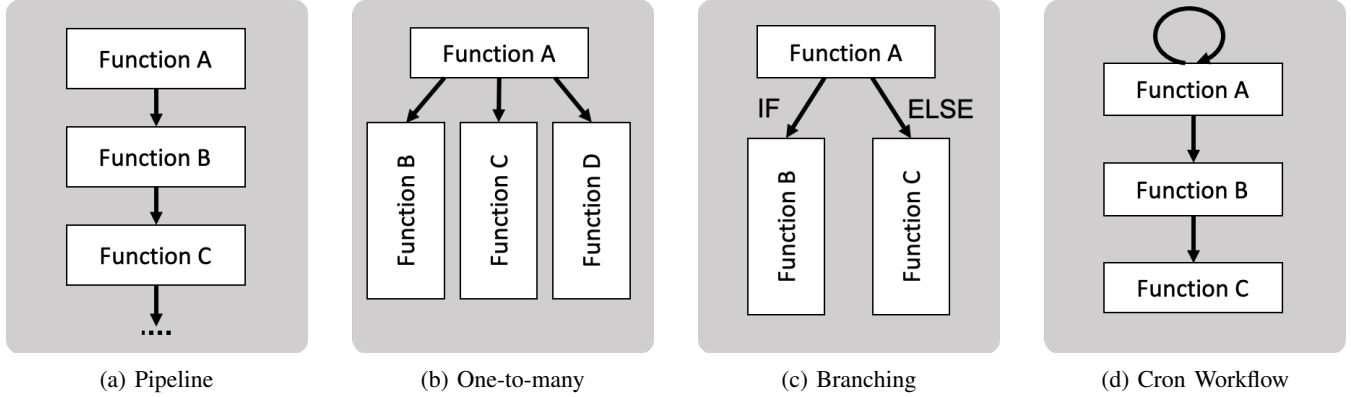 Function A
Function B
Function C
....
(a) Pipeline
Function A
Function B
Function C
Function D
(b) One-to-many
Function A
IF
ELSE
Function B
Function C
(c) Branching
Function A
Function B
Function C
(d) Cron Workflow